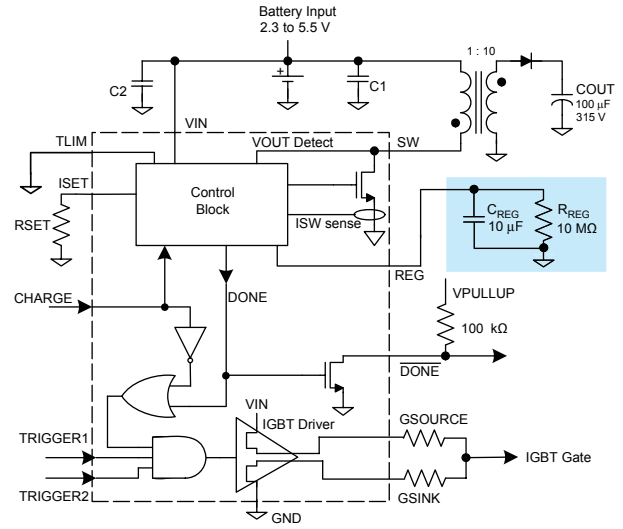 Battery Input
2.3 to 5.5 V
1 : 10
C2
C1
COUT
100 µF
315 V
VIN
TLIM
VOUT Detect
SW
ISET
Control
Block
ISW sense
RSET
CREG
10 µF
RREG
10 MΩ
REG
DONE
VPULLUP
CHARGE
100 kΩ
DONE
VIN
IGBT Driver
GSOURCE
TRIGGER1
IGBT Gate
TRIGGER2
GSINK
GND